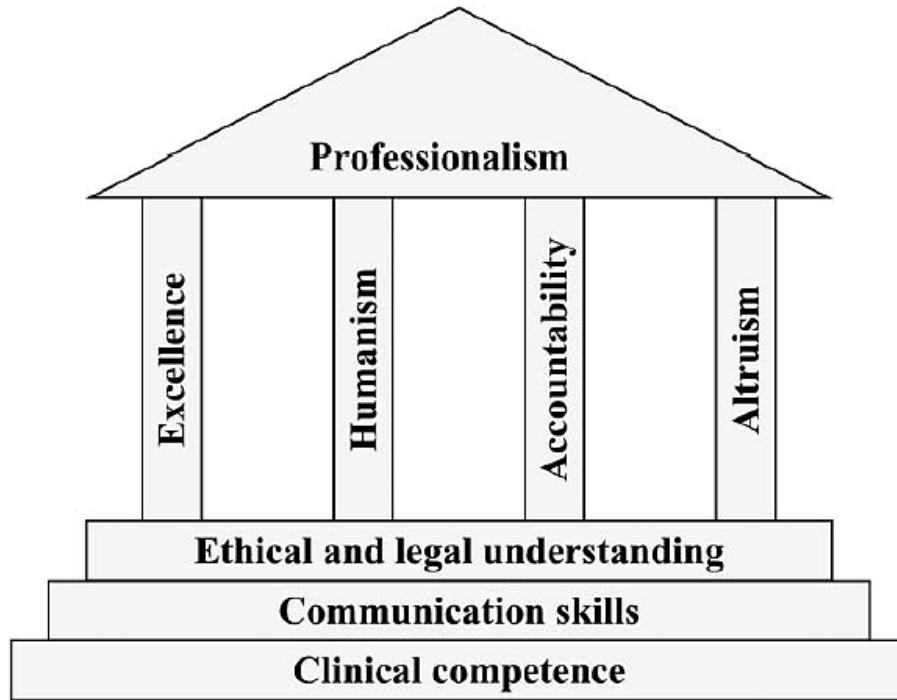 Professionalism
Excellence
Humanism
Accountability
Altruism
Ethical and legal understanding
Communication skills
Clinical competence